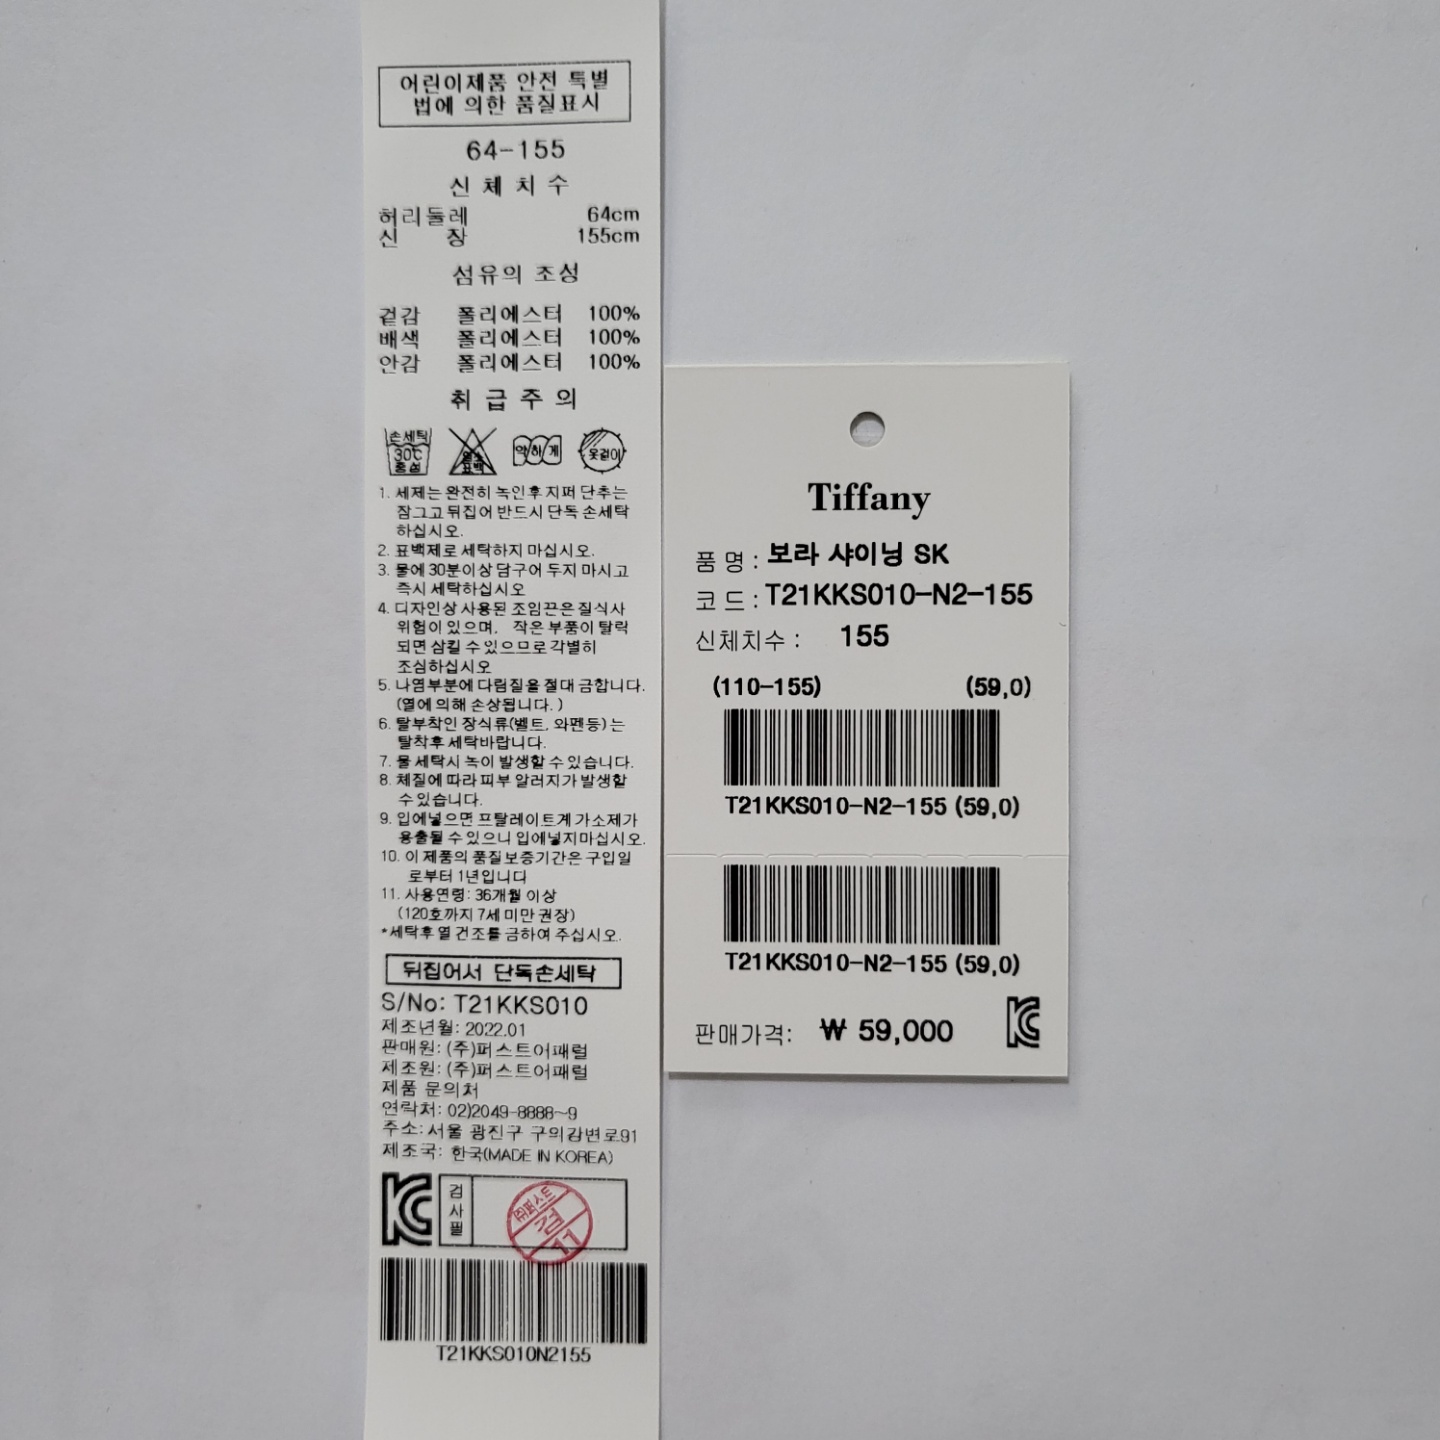 어린이제품 안전 특별
법에 의한 품질표시
64-155
신체치수
허리둘레 64cm
신 장 155cm
섬유의 조성
겉감 폴리에스터 100%
배색 폴리에스터 100%
안감 폴리에스터 100%
취급주의
손세탁 30℃ 중성
염소 표백
약하게
옷걸이
1. 세제는 완전히 녹인후 지퍼 단추는
잠그고 뒤집어 반드시 단독 손세탁
하십시오.
2. 표백제로 세탁하지 마십시오.
3. 물에 30분이상 담구어 두지 마시고
즉시 세탁하십시오
4. 디자인상 사용된 조임끈은 질식사
위험이 있으며, 작은 부품이 탈락
되면 삼킬 수 있으므로 각별히
조심하십시오
5. 나염부분에 다림질을 절대 금합니다.
(열에 의해 손상됩니다. )
6. 탈부착인 장식류(벨트, 와펜등)는
탈착후 세탁바랍니다.
7. 물 세탁시 녹이 발생할 수 있습니다.
8. 체질에 따라 피부 알러지가 발생할
수 있습니다.
9. 입에넣으면 프탈레이트계 가소제가
용출될 수 있으니 입에넣지마십시오.
10. 이 제품의 품질보증기간은 구입일
로부터 1년입니다
11. 사용연령: 36개월 이상
(120호까지 7세 미만 권장)
*세탁후 열 건조를 금하여 주십시오.
뒤집어서 단독손세탁
S/No: T21KKS010
제조년월: 2022.01
판매원: (주)퍼스트어패럴
제조원: (주)퍼스트어패럴
제품 문의처
연락처: 02)2049-8888~9
주소: 서울 광진구 구의강변로91
제조국: 한국(MADE IN KOREA)
KC
검사필
㈜퍼스트
검
11
T21KKS010N2155
Tiffany
품 명 : 보라 샤이닝 SK
코 드 : T21KKS010-N2-155
신체치수 : 155
(110-155) (59,0)
T21KKS010-N2-155 (59,0)
T21KKS010-N2-155 (59,0)
판매가격: ₩ 59,000
KC